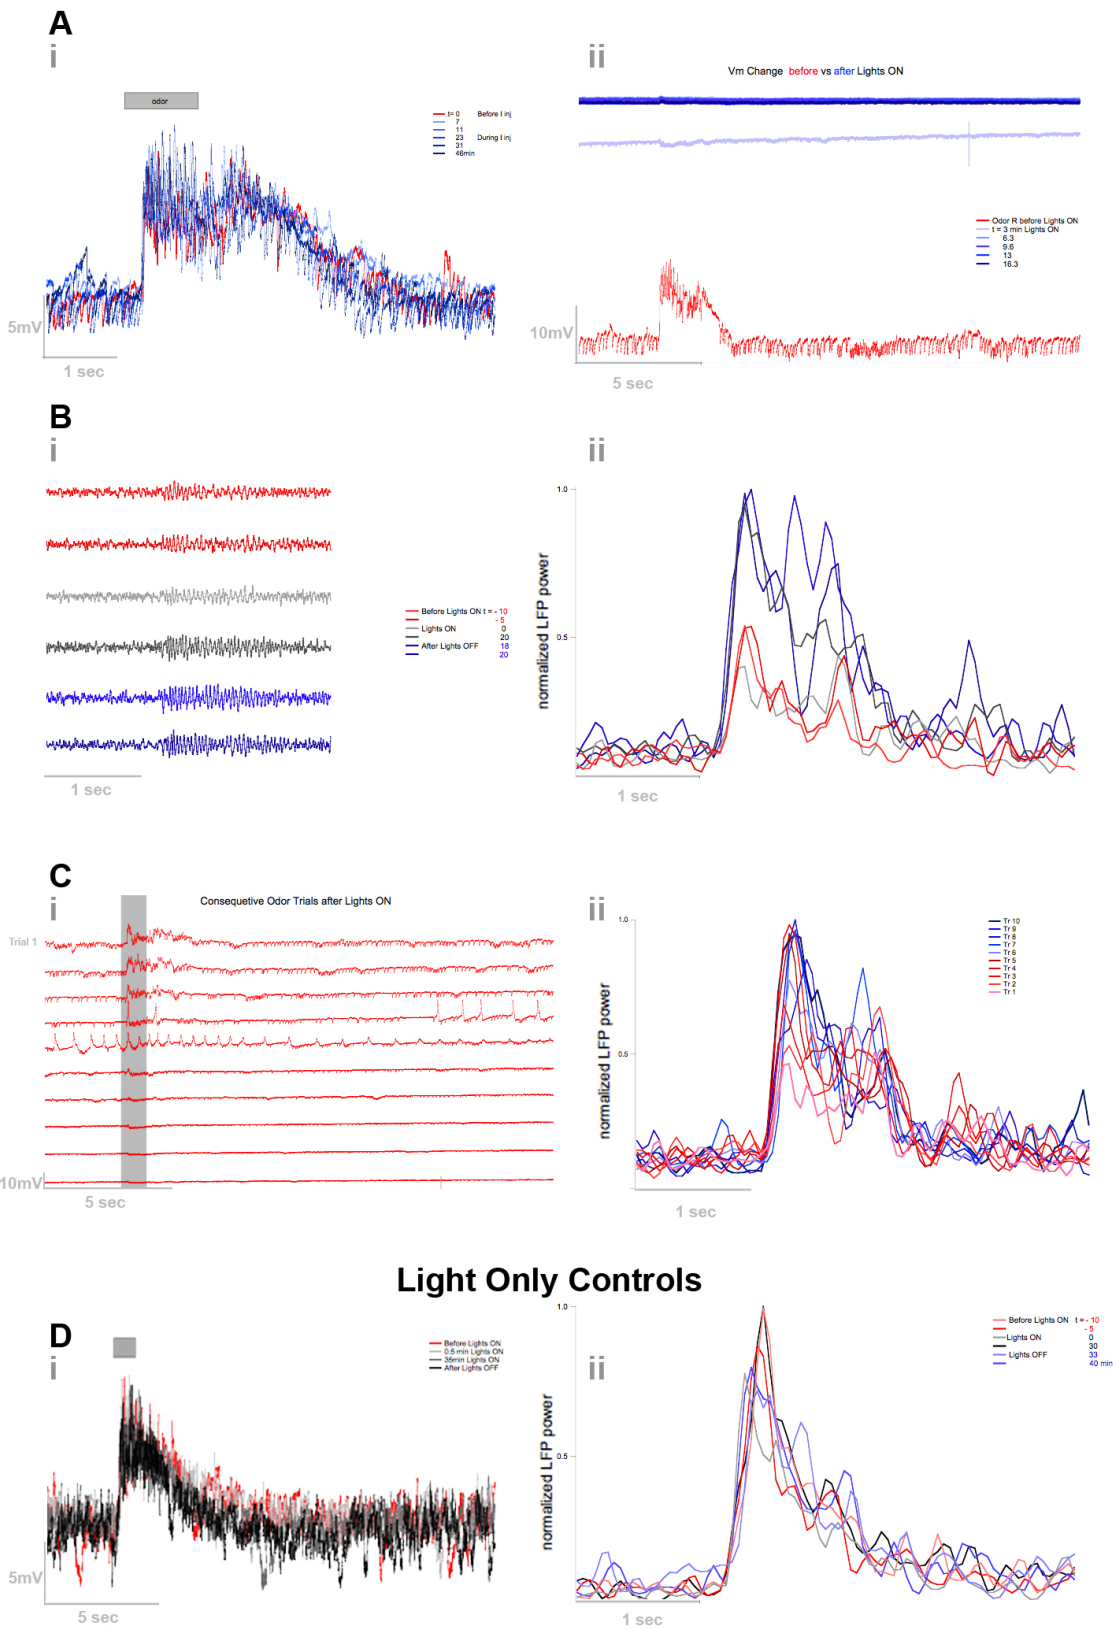 A
i
odor
t= 0 Before I inj
7
11
23 During I inj
31
46min
5mV
1 sec
ii
Vm Change before vs after Lights ON
Odor R before Lights ON
t = 3 min Lights ON
6.3
9.6
13
16.3
10mV
5 sec
B
i
Before Lights ON t = - 10
- 5
Lights ON 0
20
After Lights OFF 18
20
1 sec
ii
normalized LFP power
1.0
0.5
1 sec
C
i
Consequetive Odor Trials after Lights ON
Trial 1
10mV
5 sec
ii
normalized LFP power
1.0
0.5
Tr 10
Tr 9
Tr 8
Tr 7
Tr 6
Tr 5
Tr 4
Tr 3
Tr 2
Tr 1
1 sec
Light Only Controls
D
i
Before Lights ON
0.5 min Lights ON
35min Lights ON
After Lights OFF
5mV
5 sec
ii
normalized LFP power
1.0
0.5
Before Lights ON t = - 10
- 5
Lights ON 0
30
Lights OFF 33
40 min
1 sec